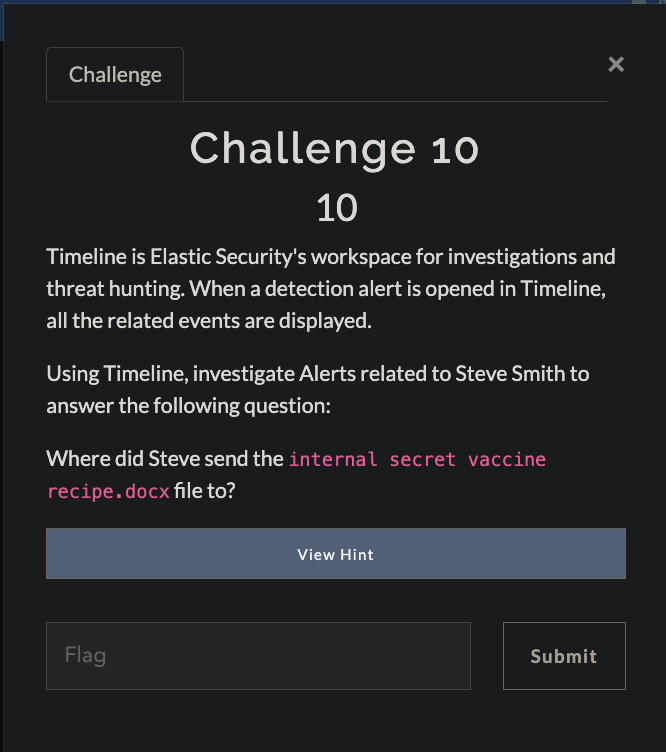 Challenge
×
Challenge 10
10
Timeline is Elastic Security's workspace for investigations and
threat hunting. When a detection alert is opened in Timeline,
all the related events are displayed.
Using Timeline, investigate Alerts related to Steve Smith to
answer the following question:
Where did Steve send the internal secret vaccine
recipe.docx file to?
View Hint
Flag
Submit